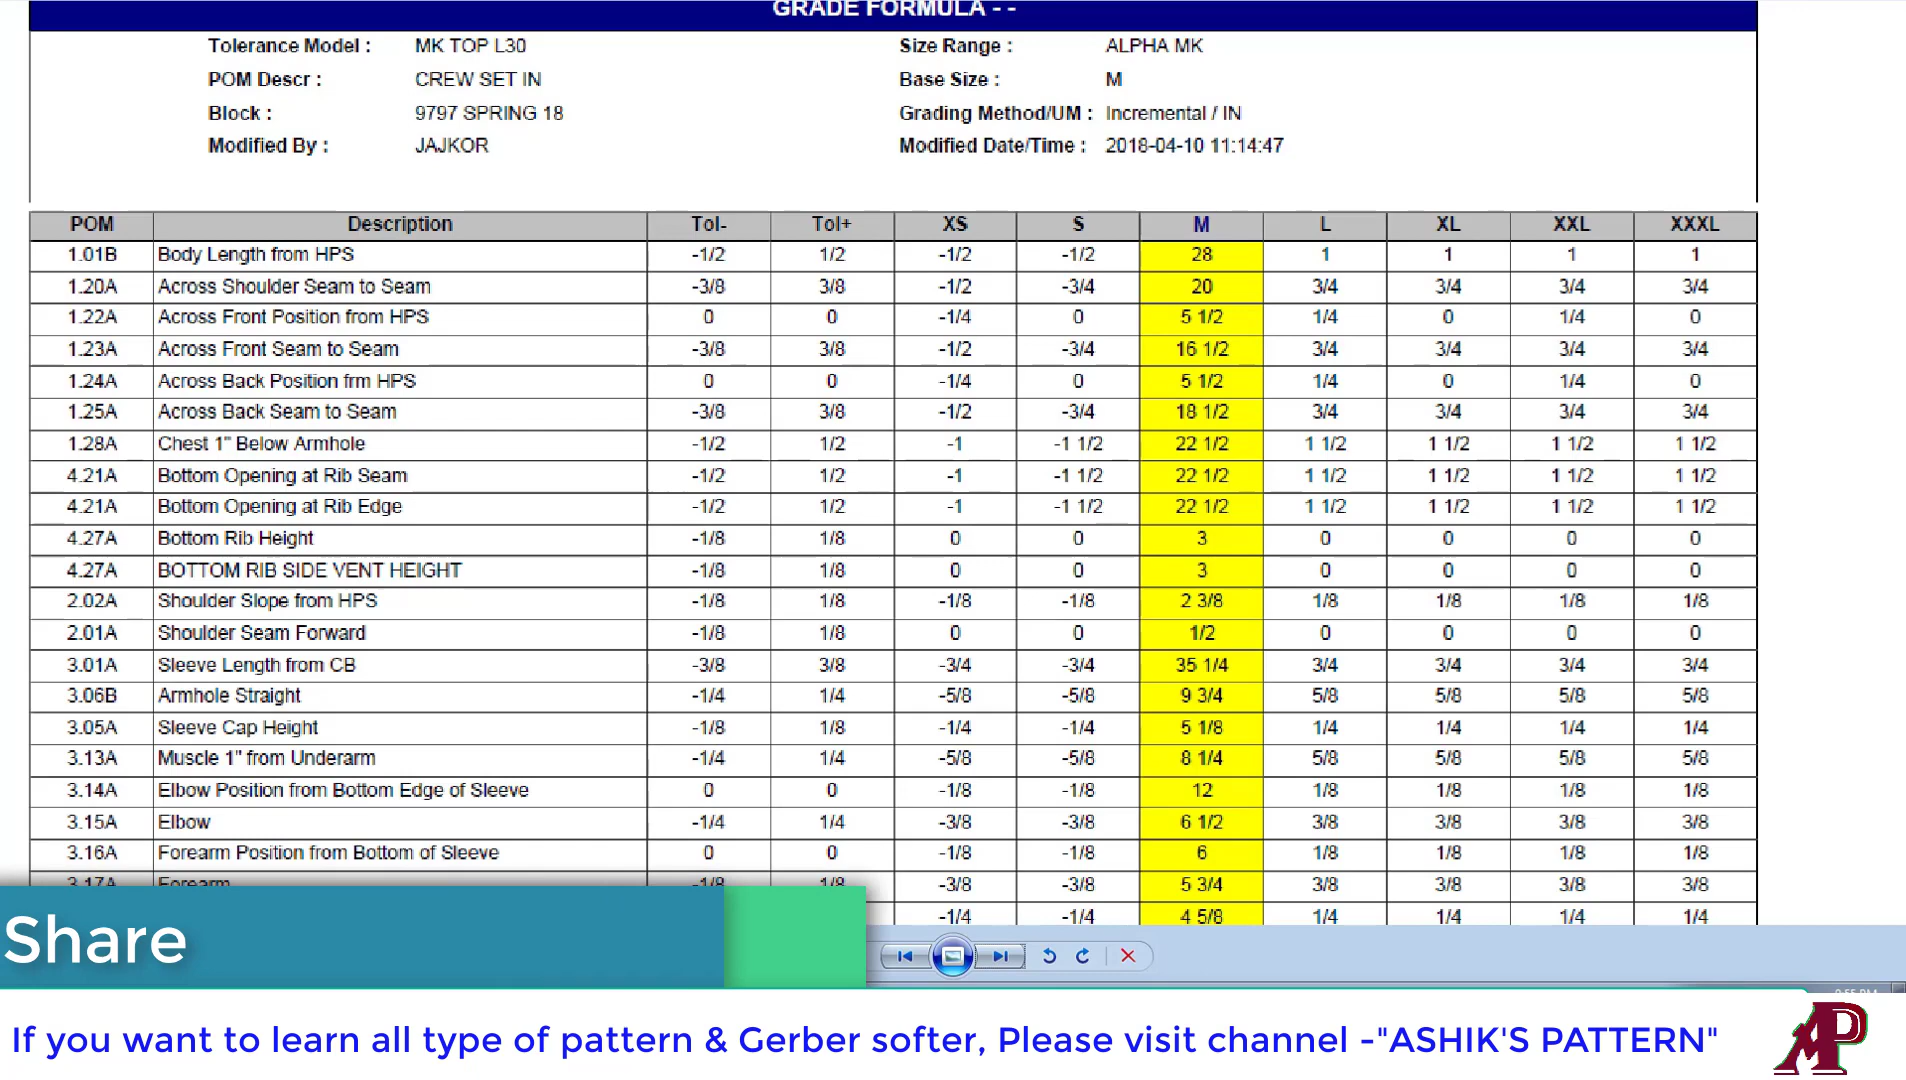 GRADE FORMULA - -
Tolerance Model : MK TOP L30 Size Range : ALPHA MK
POM Descr : CREW SET IN Base Size : M
Block : 9797 SPRING 18 Grading Method/UM : Incremental / IN
Modified By : JAJKOR Modified Date/Time : 2018-04-10 11:14:47
POM Description Tol- Tol+ XS S M L XL XXL XXXL
1.01B Body Length from HPS -1/2 1/2 -1/2 -1/2 28 1 1 1 1
1.20A Across Shoulder Seam to Seam -3/8 3/8 -1/2 -3/4 20 3/4 3/4 3/4 3/4
1.22A Across Front Position from HPS 0 0 -1/4 0 5 1/2 1/4 0 1/4 0
1.23A Across Front Seam to Seam -3/8 3/8 -1/2 -3/4 16 1/2 3/4 3/4 3/4 3/4
1.24A Across Back Position frm HPS 0 0 -1/4 0 5 1/2 1/4 0 1/4 0
1.25A Across Back Seam to Seam -3/8 3/8 -1/2 -3/4 18 1/2 3/4 3/4 3/4 3/4
1.28A Chest 1" Below Armhole -1/2 1/2 -1 -1 1/2 22 1/2 1 1/2 1 1/2 1 1/2 1 1/2
4.21A Bottom Opening at Rib Seam -1/2 1/2 -1 -1 1/2 22 1/2 1 1/2 1 1/2 1 1/2 1 1/2
4.21A Bottom Opening at Rib Edge -1/2 1/2 -1 -1 1/2 22 1/2 1 1/2 1 1/2 1 1/2 1 1/2
4.27A Bottom Rib Height -1/8 1/8 0 0 3 0 0 0 0
4.27A BOTTOM RIB SIDE VENT HEIGHT -1/8 1/8 0 0 3 0 0 0 0
2.02A Shoulder Slope from HPS -1/8 1/8 -1/8 -1/8 2 3/8 1/8 1/8 1/8 1/8
2.01A Shoulder Seam Forward -1/8 1/8 0 0 1/2 0 0 0 0
3.01A Sleeve Length from CB -3/8 3/8 -3/4 -3/4 35 1/4 3/4 3/4 3/4 3/4
3.06B Armhole Straight -1/4 1/4 -5/8 -5/8 9 3/4 5/8 5/8 5/8 5/8
3.05A Sleeve Cap Height -1/8 1/8 -1/4 -1/4 5 1/8 1/4 1/4 1/4 1/4
3.13A Muscle 1" from Underarm -1/4 1/4 -5/8 -5/8 8 1/4 5/8 5/8 5/8 5/8
3.14A Elbow Position from Bottom Edge of Sleeve 0 0 -1/8 -1/8 12 1/8 1/8 1/8 1/8
3.15A Elbow -1/4 1/4 -3/8 -3/8 6 1/2 3/8 3/8 3/8 3/8
3.16A Forearm Position from Bottom of Sleeve 0 0 -1/8 -1/8 6 1/8 1/8 1/8 1/8
3.17A Forearm -1/8 1/8 -3/8 -3/8 5 3/4 3/8 3/8 3/8 3/8
-1/4 -1/4 4 5/8 1/4 1/4 1/4 1/4
Share
If you want to learn all type of pattern & Gerber softer, Please visit channel -"ASHIK'S PATTERN"
AP